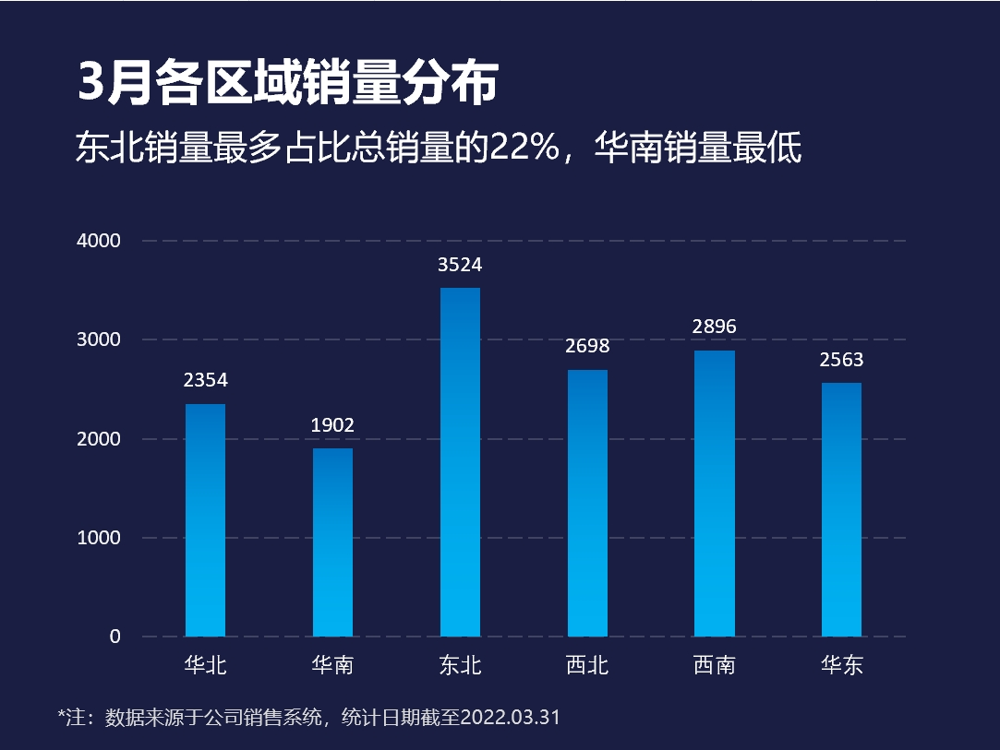 3月各区域销量分布
东北销量最多占比总销量的22%，华南销量最低
4000
3000
2000
1000
0
2354
1902
3524
2698
2896
2563
华北
华南
东北
西北
西南
华东
*注：数据来源于公司销售系统，统计日期截至2022.03.31